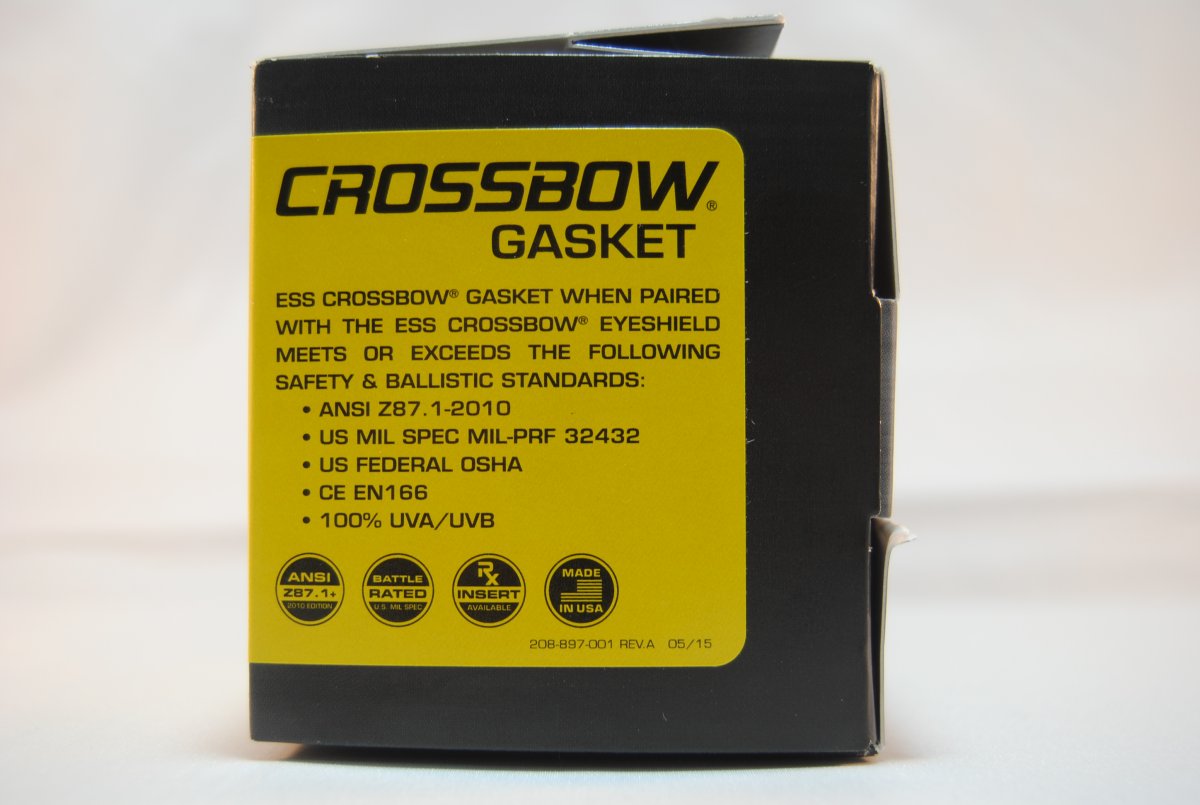 CROSSBOW®
GASKET
ESS CROSSBOW® GASKET WHEN PAIRED
WITH THE ESS CROSSBOW® EYESHIELD
MEETS OR EXCEEDS THE FOLLOWING
SAFETY & BALLISTIC STANDARDS:
• ANSI Z87.1-2010
• US MIL SPEC MIL-PRF 32432
• US FEDERAL OSHA
• CE EN166
• 100% UVA/UVB
ANSI
Z87.1+
2010 EDITION
BATTLE
RATED
U.S. MIL SPEC
Rx
INSERT
AVAILABLE
MADE
IN USA
208-897-001 REV.A 05/15